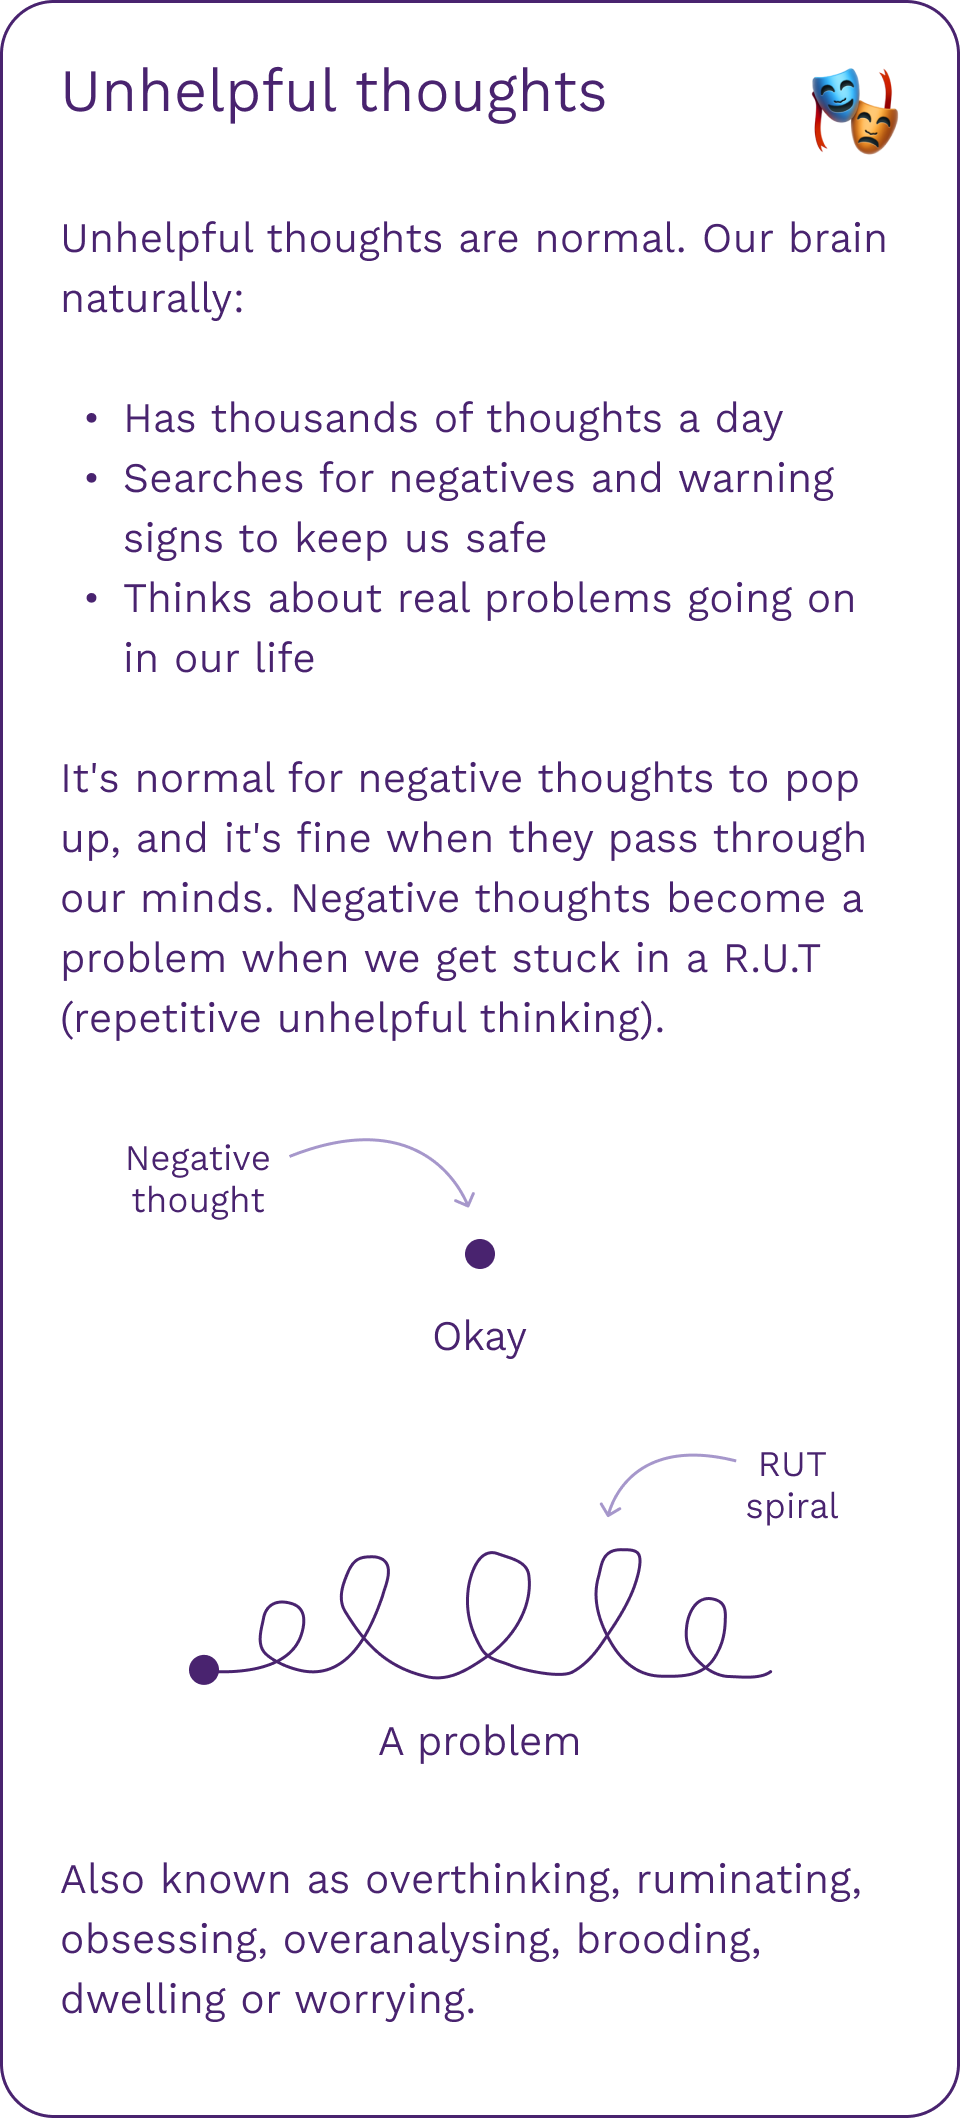 Unhelpful thoughts
Unhelpful thoughts are normal. Our brain
naturally:
• Has thousands of thoughts a day
• Searches for negatives and warning
signs to keep us safe
• Thinks about real problems going on
in our life
It's normal for negative thoughts to pop
up, and it's fine when they pass through
our minds. Negative thoughts become a
problem when we get stuck in a R.U.T
(repetitive unhelpful thinking).
Negative
thought
Okay
RUT
spiral
A problem
Also known as overthinking, ruminating,
obsessing, overanalysing, brooding,
dwelling or worrying.